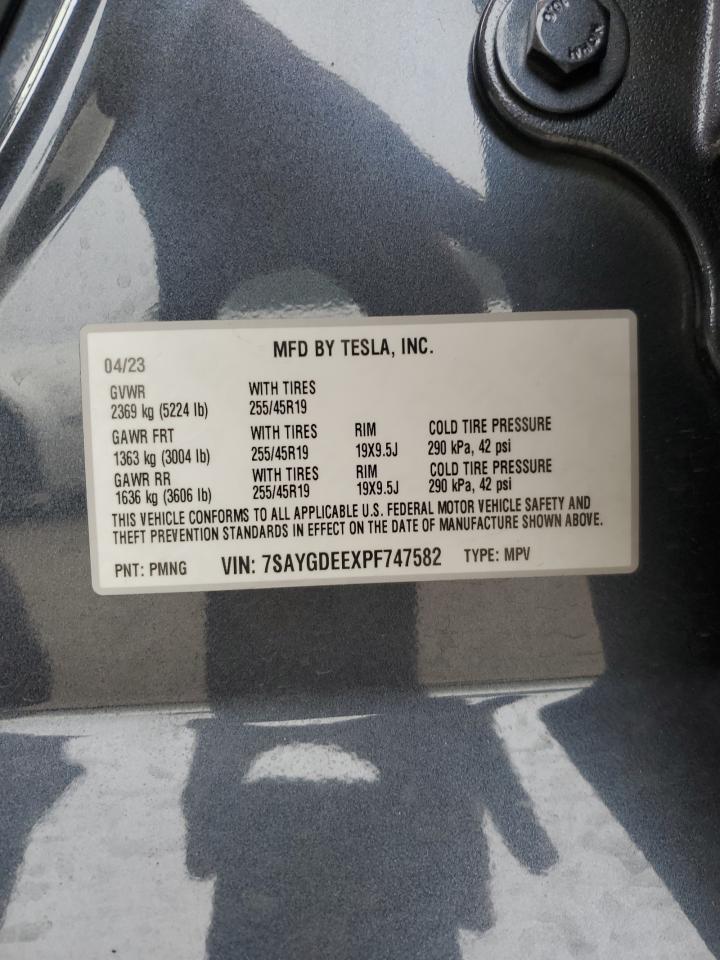 MFD BY TESLA, INC.
04/23
GVWR WITH TIRES
2369 kg (5224 lb) 255/45R19
GAWR FRT WITH TIRES RIM COLD TIRE PRESSURE
1363 kg (3004 lb) 255/45R19 19X9.5J 290 kPa, 42 psi
GAWR RR WITH TIRES RIM COLD TIRE PRESSURE
1636 kg (3606 lb) 255/45R19 19X9.5J 290 kPa, 42 psi
THIS VEHICLE CONFORMS TO ALL APPLICABLE U.S. FEDERAL MOTOR VEHICLE SAFETY AND
THEFT PREVENTION STANDARDS IN EFFECT ON THE DATE OF MANUFACTURE SHOWN ABOVE.
PNT: PMNG VIN: 7SAYGDEEXPF747582 TYPE: MPV